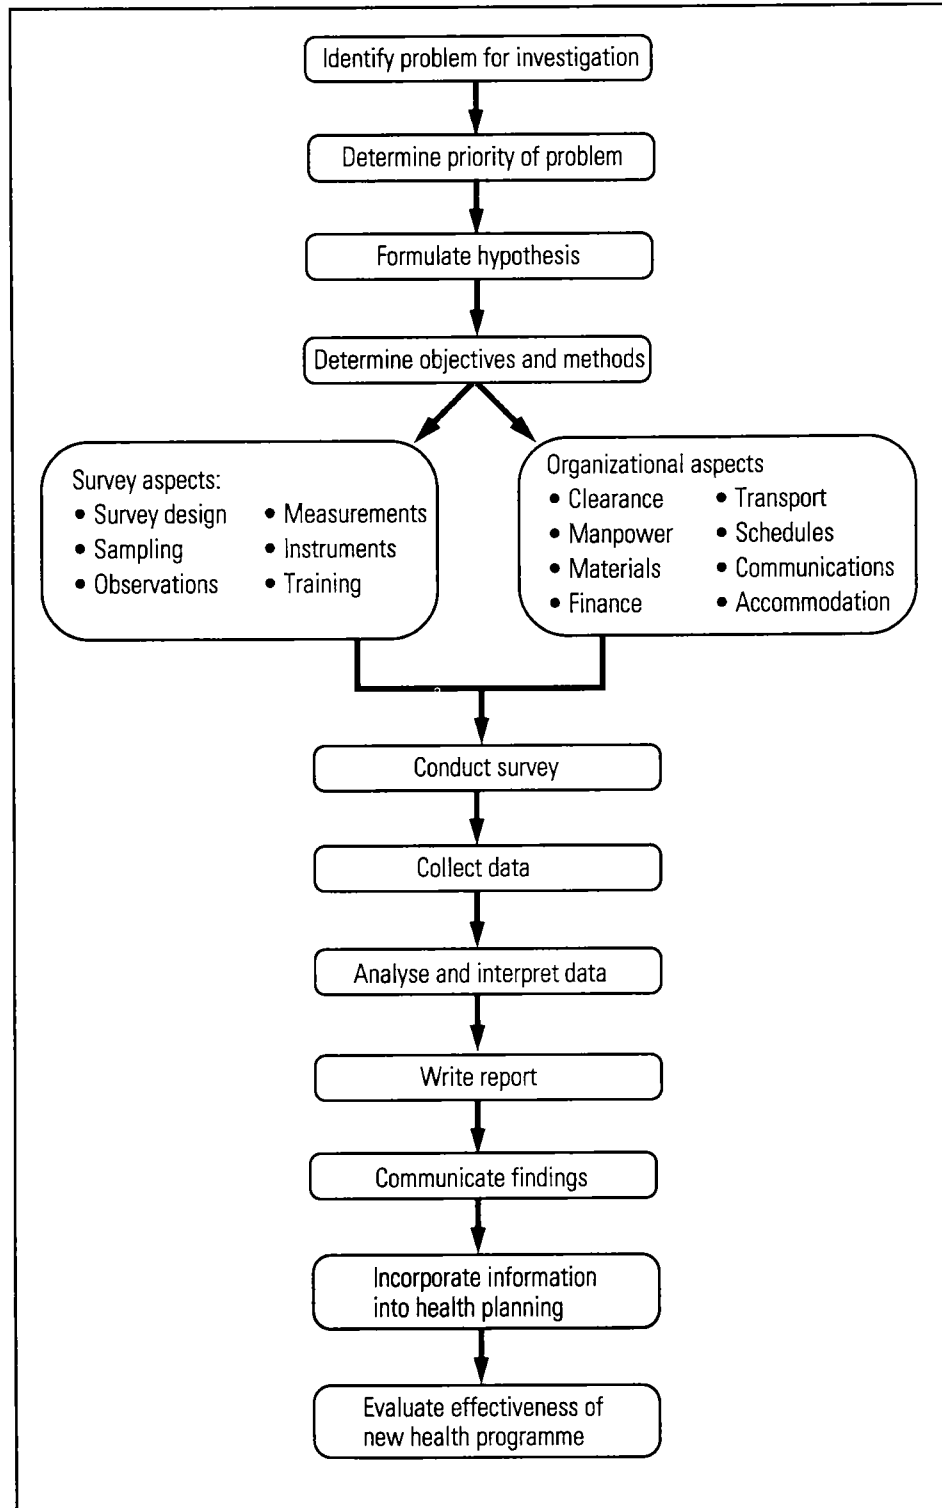 Identify problem for investigation
Determine priority of problem
Formulate hypothesis
Determine objectives and methods
Survey aspects:
• Survey design • Measurements
• Sampling • Instruments
• Observations • Training
Organizational aspects
• Clearance • Transport
• Manpower • Schedules
• Materials • Communications
• Finance • Accommodation
Conduct survey
Collect data
Analyse and interpret data
Write report
Communicate findings
Incorporate information
into health planning
Evaluate effectiveness of
new health programme